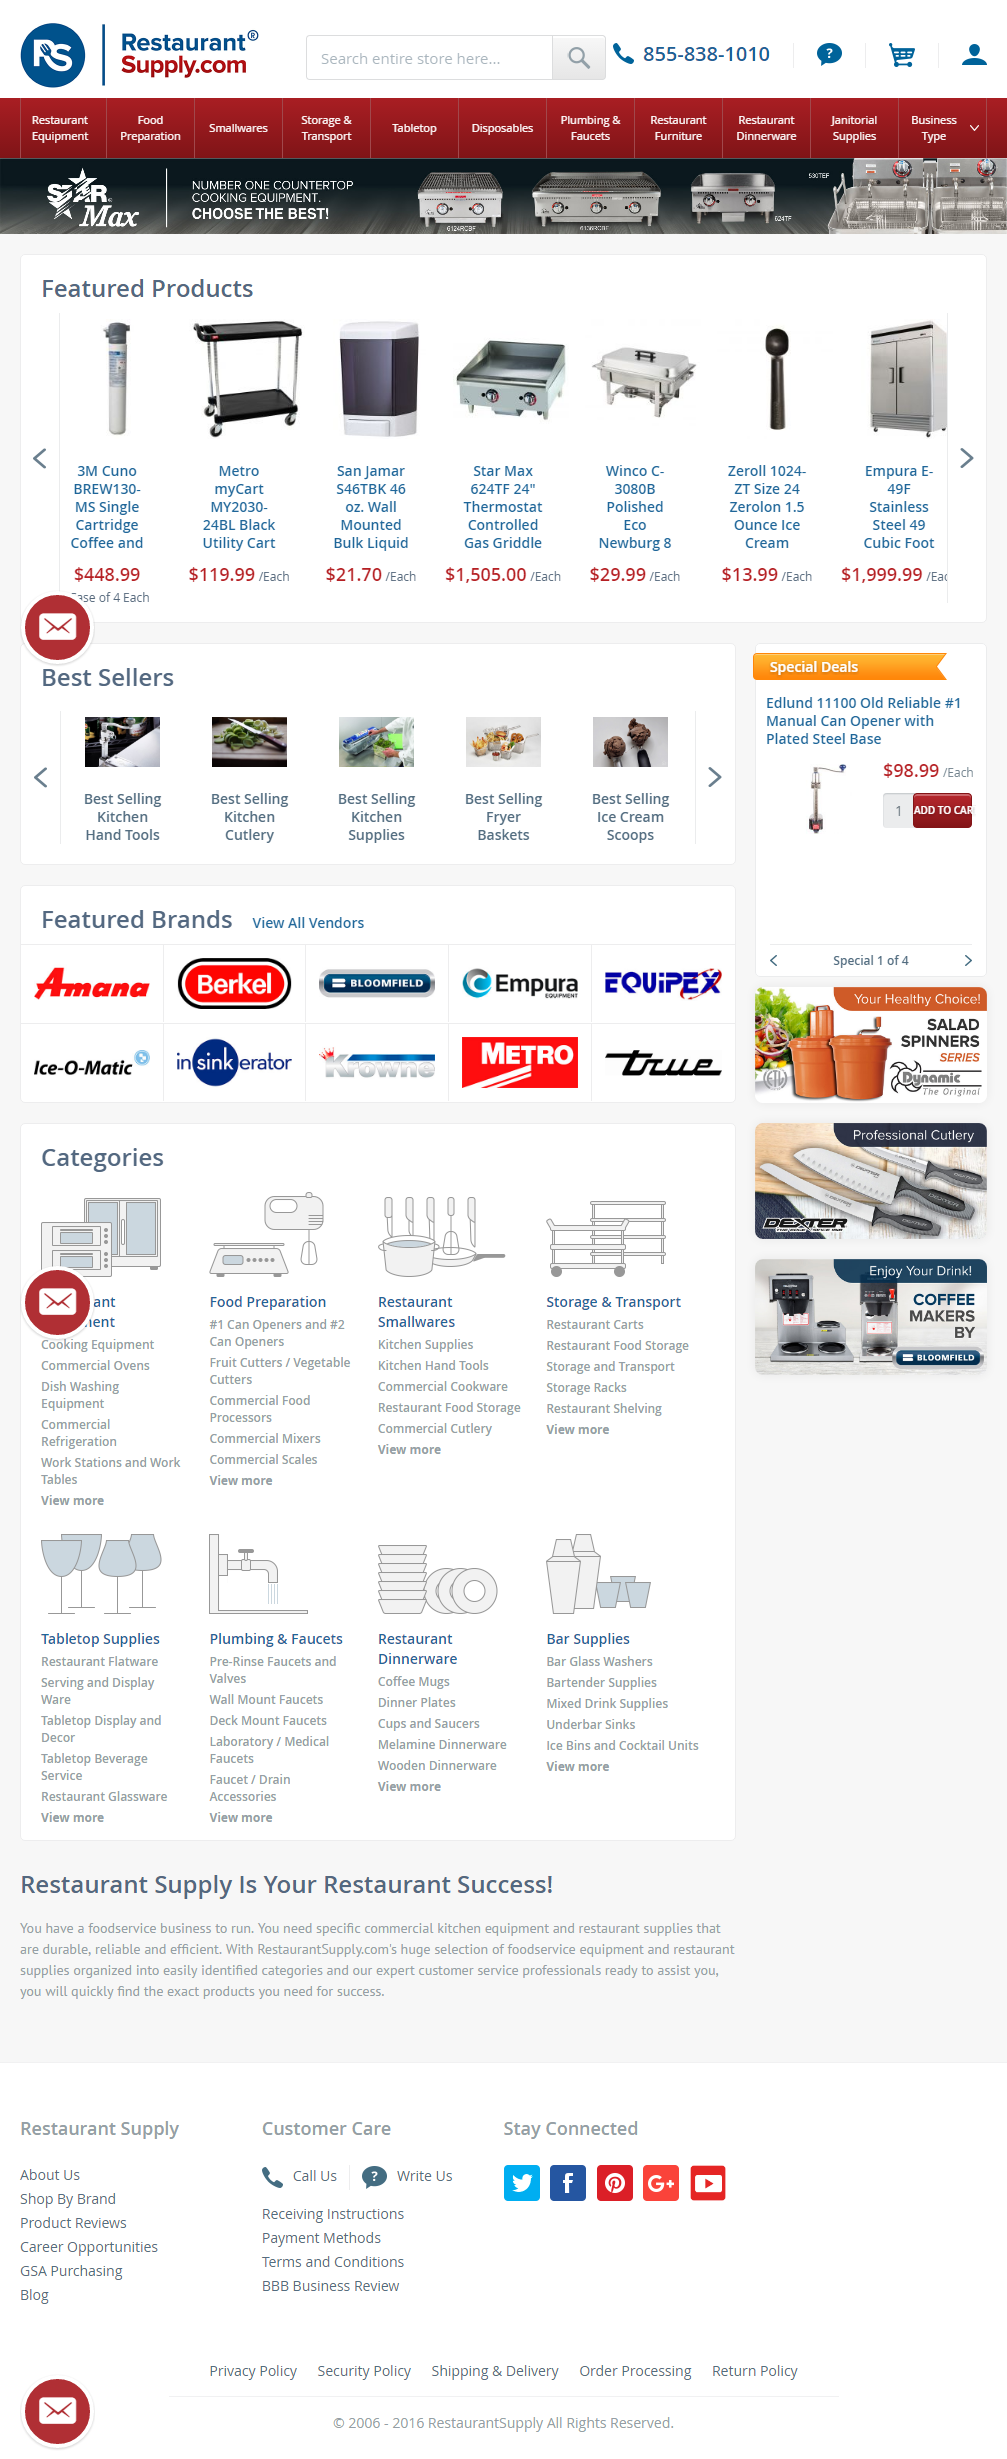 RS Restaurant®
Supply.com
Search entire store here...
855-838-1010
?
Restaurant Equipment
Food Preparation
Smallwares
Storage & Transport
Tabletop
Disposables
Plumbing & Faucets
Restaurant Furniture
Restaurant Dinnerware
Janitorial Supplies
Business Type
STAR Max
NUMBER ONE COUNTERTOP
COOKING EQUIPMENT.
CHOOSE THE BEST!
6124RCBF
6136RCBF
624TF
530TEF
Featured Products
3M Cuno
BREW130-
MS Single
Cartridge
Coffee and
$448.99
Case of 4 Each
Metro
myCart
MY2030-
24BL Black
Utility Cart
$119.99 /Each
San Jamar
S46TBK 46
oz. Wall
Mounted
Bulk Liquid
$21.70 /Each
Star Max
624TF 24"
Thermostat
Controlled
Gas Griddle
$1,505.00 /Each
Winco C-
3080B
Polished
Eco
Newburg 8
$29.99 /Each
Zeroll 1024-
ZT Size 24
Zerolon 1.5
Ounce Ice
Cream
$13.99 /Each
Empura E-
49F
Stainless
Steel 49
Cubic Foot
$1,999.99 /Eac
Best Sellers
Best Selling
Kitchen
Hand Tools
Best Selling
Kitchen
Cutlery
Best Selling
Kitchen
Supplies
Best Selling
Fryer
Baskets
Best Selling
Ice Cream
Scoops
Special Deals
Edlund 11100 Old Reliable #1
Manual Can Opener with
Plated Steel Base
$98.99 /Each
1 ADD TO CAR
Special 1 of 4
Featured Brands View All Vendors
Amana
Berkel
BLOOMFIELD
Empura
EQUIPMENT
EQUIPEX
Ice-O-Matic
insinkerator
Krowne
METRO
true
Your Healthy Choice!
SALAD
SPINNERS
SERIES
Dynamic
The Original
Professional Cutlery
DEXTER
Enjoy Your Drink!
COFFEE
MAKERS
BY
BLOOMFIELD
Categories
ant
ment
Cooking Equipment
Commercial Ovens
Dish Washing
Equipment
Commercial
Refrigeration
Work Stations and Work
Tables
View more
Food Preparation
#1 Can Openers and #2
Can Openers
Fruit Cutters / Vegetable
Cutters
Commercial Food
Processors
Commercial Mixers
Commercial Scales
View more
Restaurant
Smallwares
Kitchen Supplies
Kitchen Hand Tools
Commercial Cookware
Restaurant Food Storage
Commercial Cutlery
View more
Storage & Transport
Restaurant Carts
Restaurant Food Storage
Storage and Transport
Storage Racks
Restaurant Shelving
View more
Tabletop Supplies
Restaurant Flatware
Serving and Display
Ware
Tabletop Display and
Decor
Tabletop Beverage
Service
Restaurant Glassware
View more
Plumbing & Faucets
Pre-Rinse Faucets and
Valves
Wall Mount Faucets
Deck Mount Faucets
Laboratory / Medical
Faucets
Faucet / Drain
Accessories
View more
Restaurant
Dinnerware
Coffee Mugs
Dinner Plates
Cups and Saucers
Melamine Dinnerware
Wooden Dinnerware
View more
Bar Supplies
Bar Glass Washers
Bartender Supplies
Mixed Drink Supplies
Underbar Sinks
Ice Bins and Cocktail Units
View more
Restaurant Supply Is Your Restaurant Success!
You have a foodservice business to run. You need specific commercial kitchen equipment and restaurant supplies that
are durable, reliable and efficient. With RestaurantSupply.com's huge selection of foodservice equipment and restaurant
supplies organized into easily identified categories and our expert customer service professionals ready to assist you,
you will quickly find the exact products you need for success.
Restaurant Supply
About Us
Shop By Brand
Product Reviews
Career Opportunities
GSA Purchasing
Blog
Customer Care
Call Us
? Write Us
Receiving Instructions
Payment Methods
Terms and Conditions
BBB Business Review
Stay Connected
f
G+
Privacy Policy Security Policy Shipping & Delivery Order Processing Return Policy
© 2006 - 2016 RestaurantSupply All Rights Reserved.